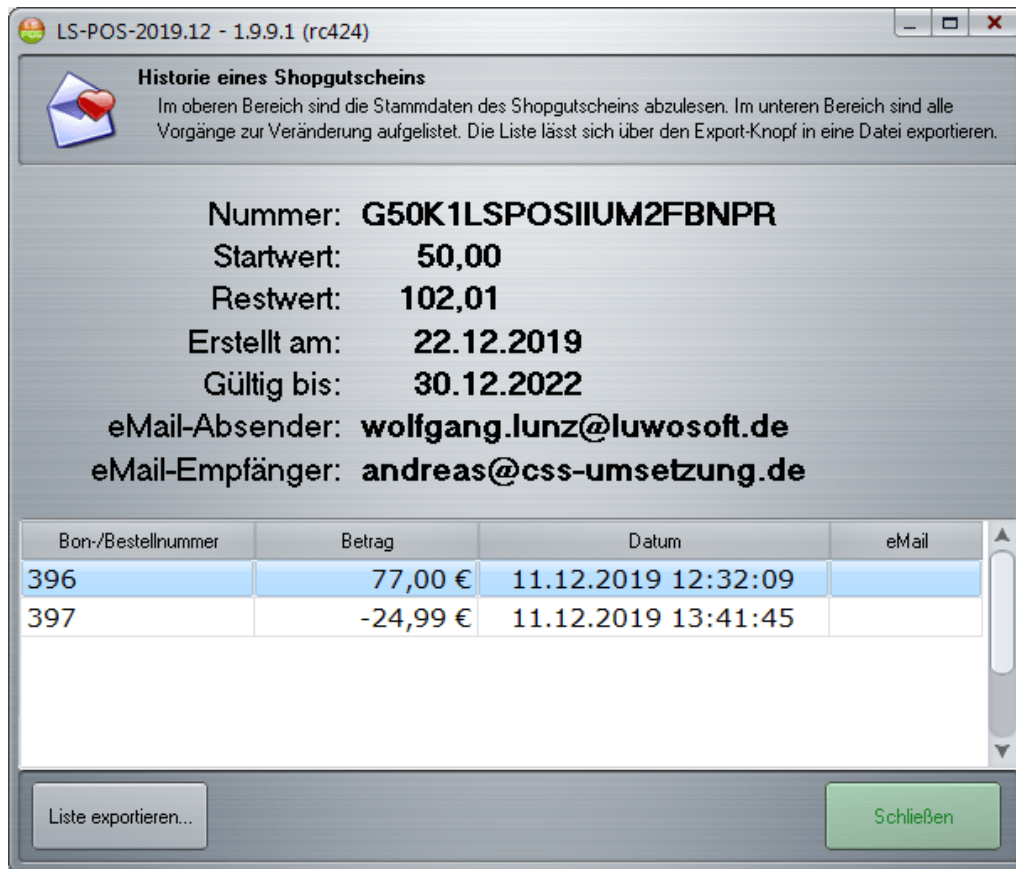 LS-POS-2019.12 - 1.9.9.1 (rc424)
Historie eines Shopgutscheins
Im oberen Bereich sind die Stammdaten des Shopgutscheins abzulesen. Im unteren Bereich sind alle
Vorgänge zur Veränderung aufgelistet. Die Liste lässt sich über den Export-Knopf in eine Datei exportieren.
Nummer: G50K1LSPOSIIUM2FBNPR
Startwert: 50,00
Restwert: 102,01
Erstellt am: 22.12.2019
Gültig bis: 30.12.2022
eMail-Absender: wolfgang.lunz@luwosoft.de
eMail-Empfänger: andreas@css-umsetzung.de
Bon-/Bestellnummer Betrag Datum eMail
396 77,00 € 11.12.2019 12:32:09
397 -24,99 € 11.12.2019 13:41:45
Liste exportieren... Schließen